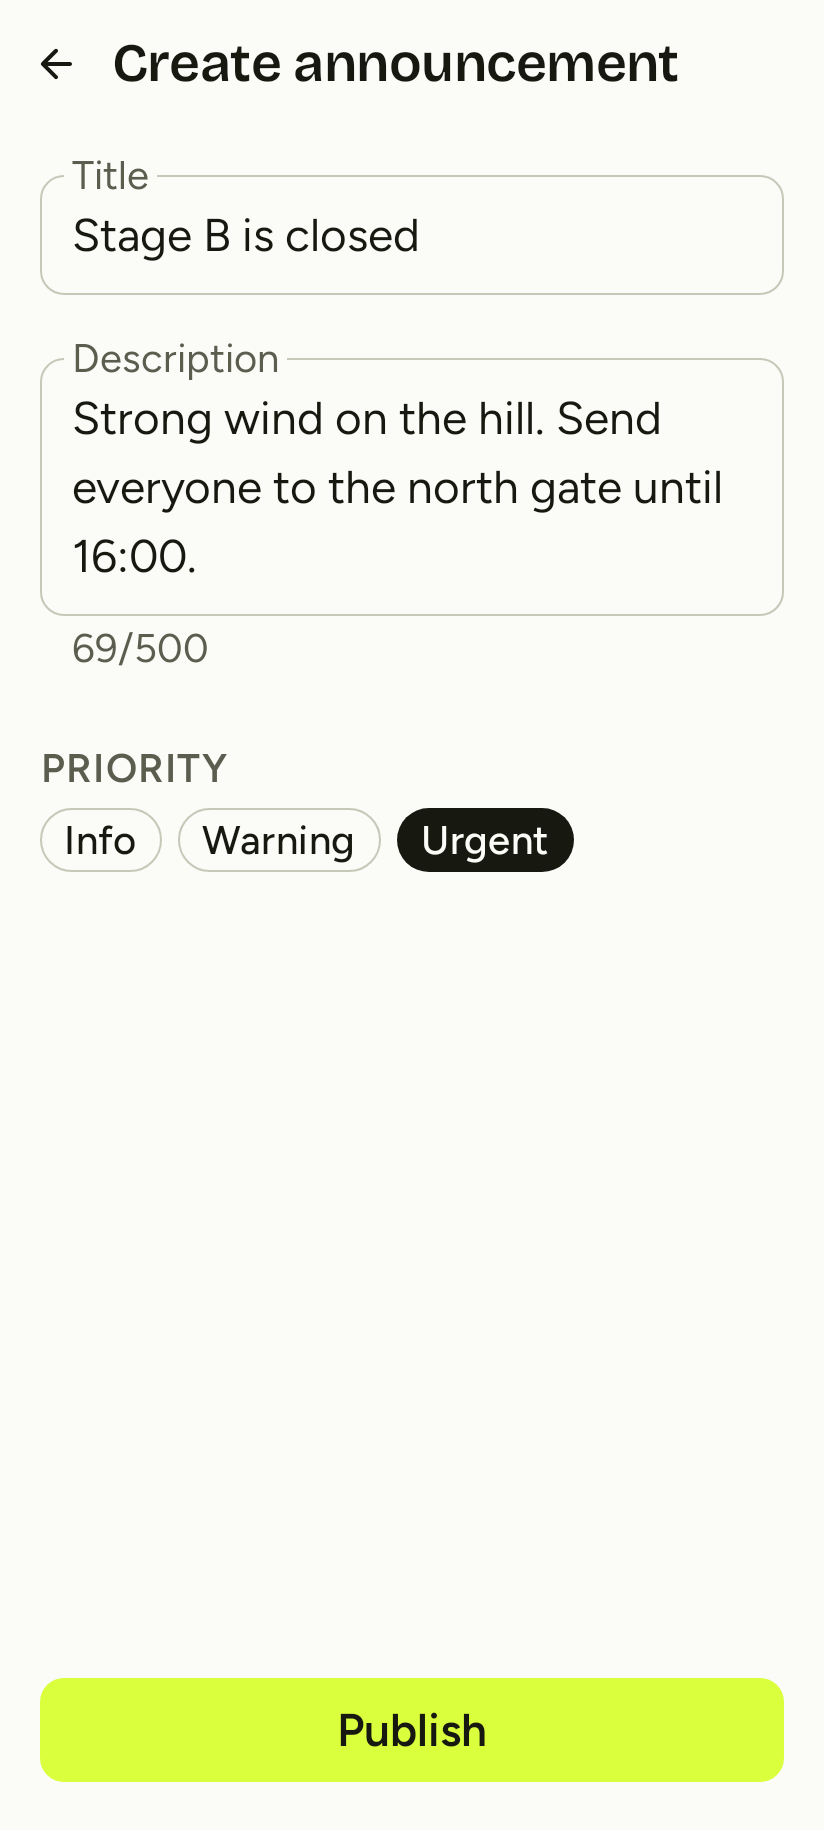 Create announcement
Title
Stage B is closed
Description
Strong wind on the hill. Send
everyone to the north gate until
16:00.
69/500
PRIORITY
Info Warning Urgent
Publish